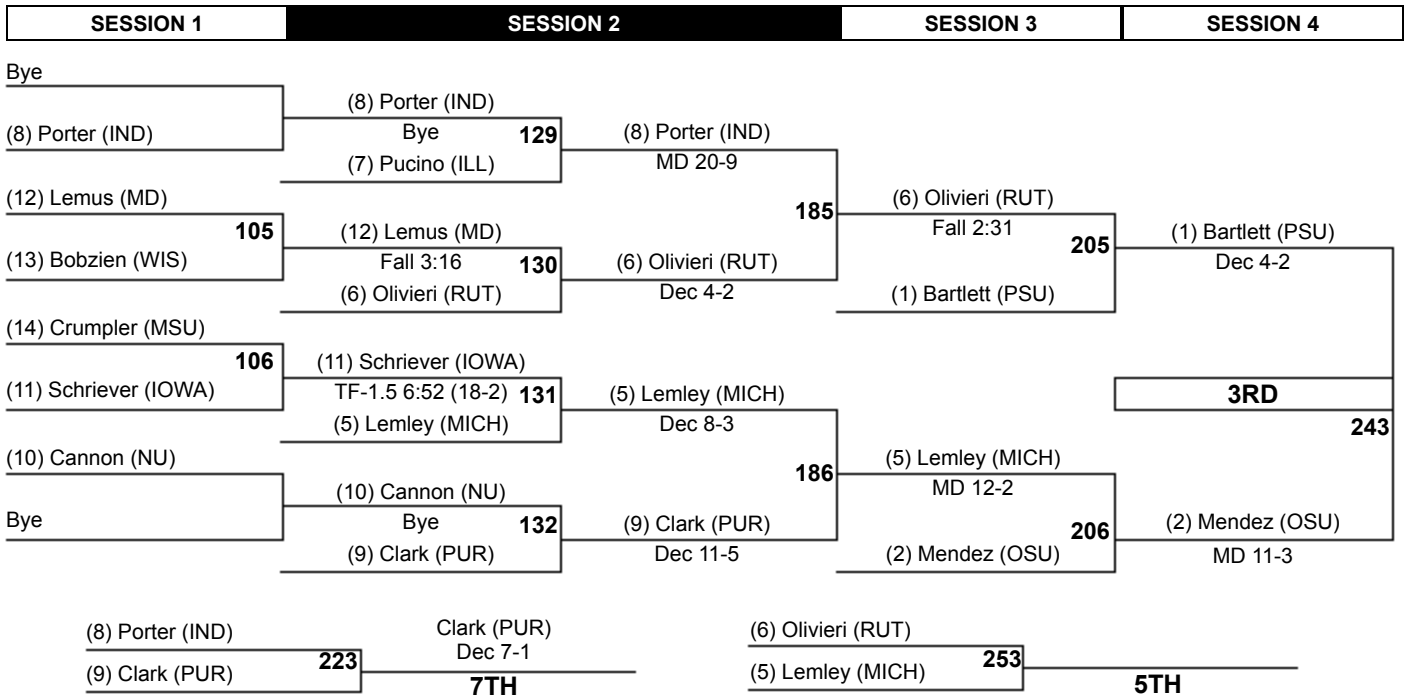 SESSION 1
SESSION 2
SESSION 3
SESSION 4
Bye
(8) Porter (IND)
(12) Lemus (MD)
105
(13) Bobzien (WIS)
(14) Crumpler (MSU)
106
(11) Schriever (IOWA)
(10) Cannon (NU)
Bye
(8) Porter (IND)
Bye
129
(7) Pucino (ILL)
(12) Lemus (MD)
Fall 3:16
130
(6) Olivieri (RUT)
(11) Schriever (IOWA)
TF-1.5 6:52 (18-2)
131
(5) Lemley (MICH)
(10) Cannon (NU)
Bye
132
(9) Clark (PUR)
(8) Porter (IND)
MD 20-9
185
(6) Olivieri (RUT)
Dec 4-2
(5) Lemley (MICH)
Dec 8-3
186
(9) Clark (PUR)
Dec 11-5
(6) Olivieri (RUT)
Fall 2:31
205
(1) Bartlett (PSU)
(5) Lemley (MICH)
MD 12-2
206
(2) Mendez (OSU)
(1) Bartlett (PSU)
Dec 4-2
3RD
243
(2) Mendez (OSU)
MD 11-3
(8) Porter (IND)
223
(9) Clark (PUR)
Clark (PUR)
Dec 7-1
7TH
(6) Olivieri (RUT)
253
(5) Lemley (MICH)
5TH